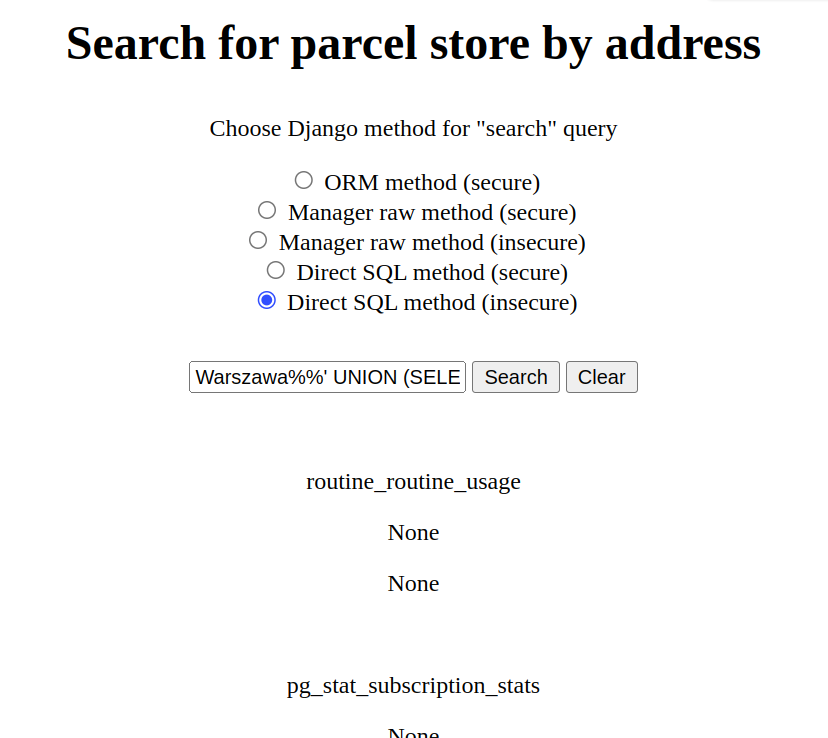 Search for parcel store by address
Choose Django method for "search" query
ORM method (secure)
Manager raw method (secure)
Manager raw method (insecure)
Direct SQL method (secure)
Direct SQL method (insecure)
Warszawa%%' UNION (SELE Search Clear
routine_routine_usage
None
None
pg_stat_subscription_stats
None